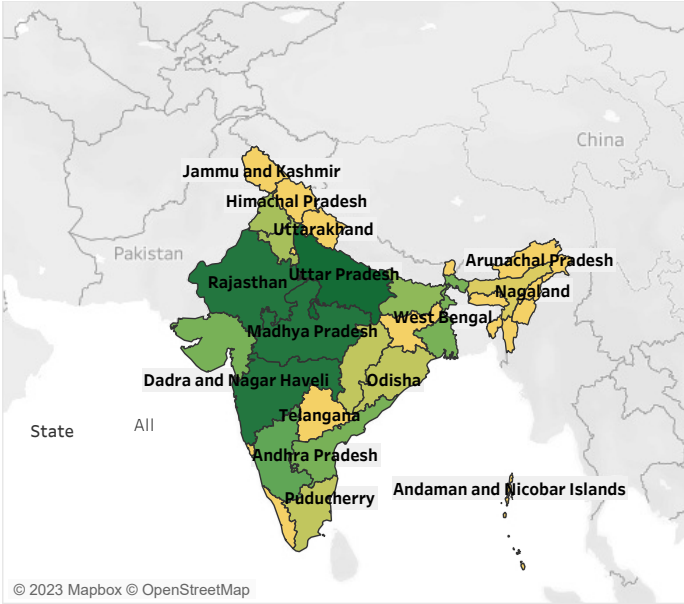 China
Jammu and Kashmir
Himachal Pradesh
Uttarakhand
Pakistan
Arunachal Pradesh
Rajasthan
Uttar Pradesh
Nagaland
West Bengal
Madhya Pradesh
Dadra and Nagar Haveli
Odisha
Telangana
State
All
Andhra Pradesh
Puducherry
Andaman and Nicobar Islands
© 2023 Mapbox © OpenStreetMap